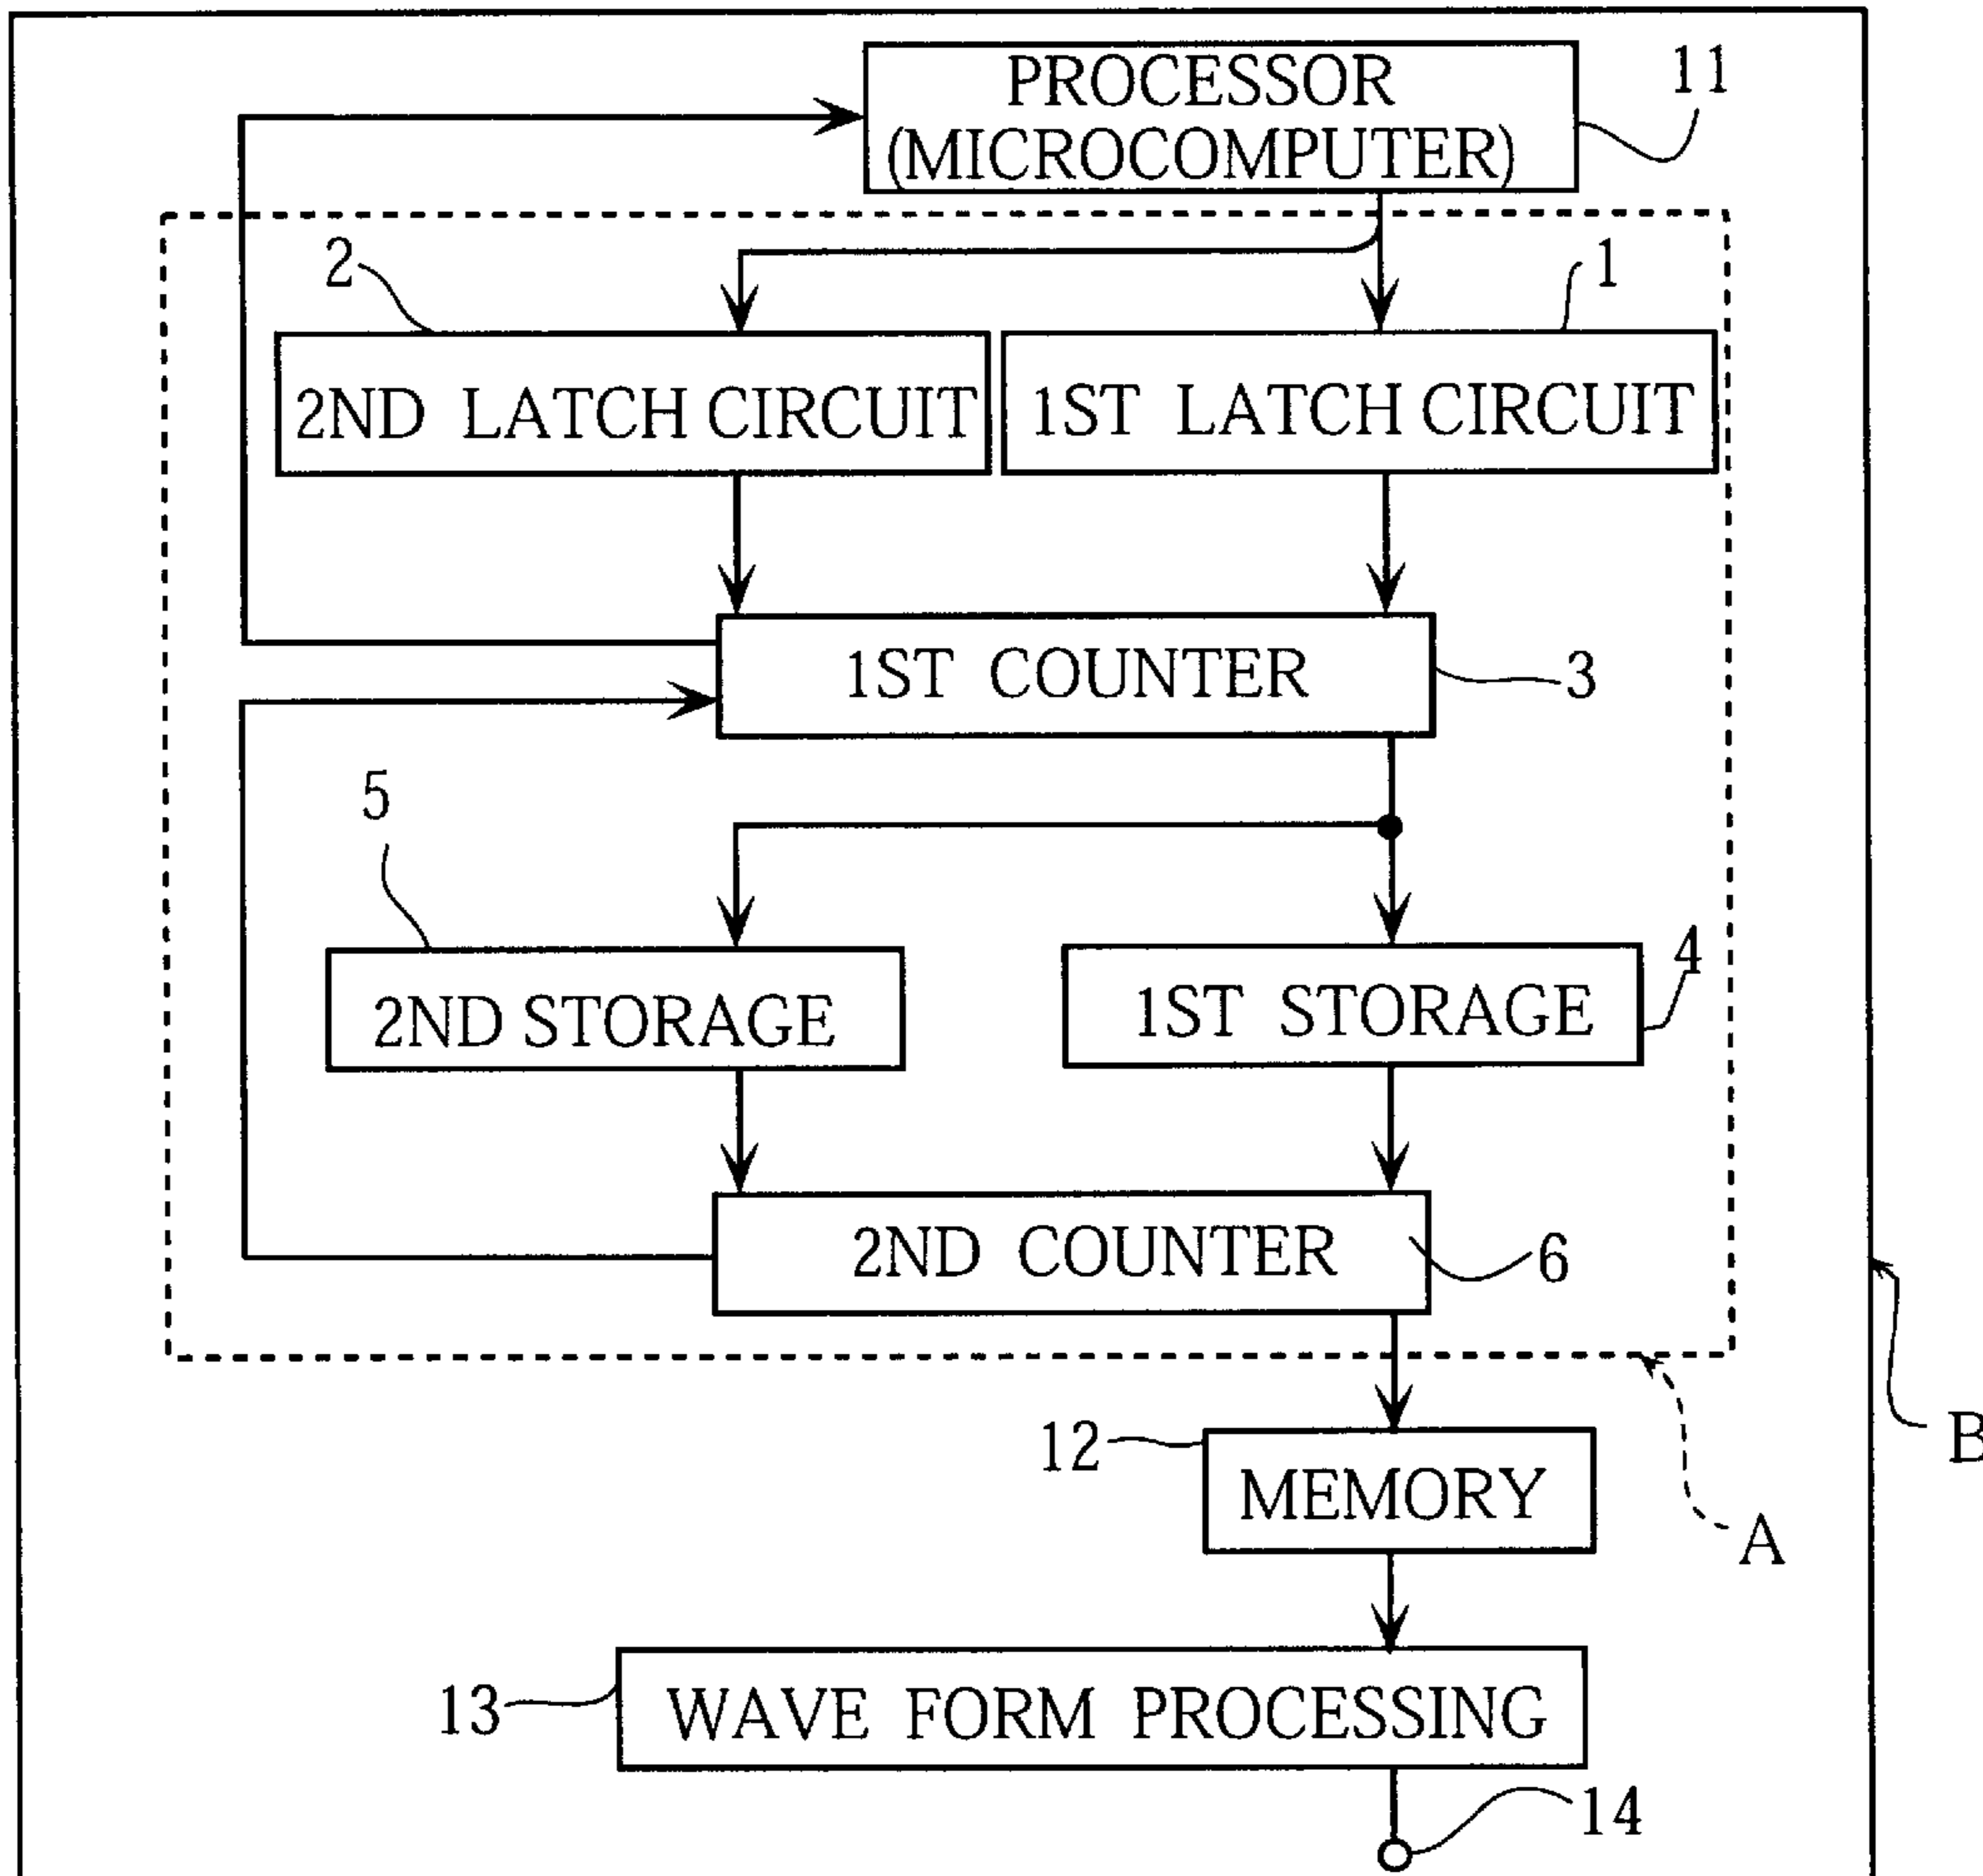 PROCESSOR
(MICROCOMPUTER)
11
2
1
2ND LATCH CIRCUIT
1ST LATCH CIRCUIT
1ST COUNTER
3
5
4
2ND STORAGE
1ST STORAGE
2ND COUNTER
6
B
12
MEMORY
A
13
WAVE FORM PROCESSING
14